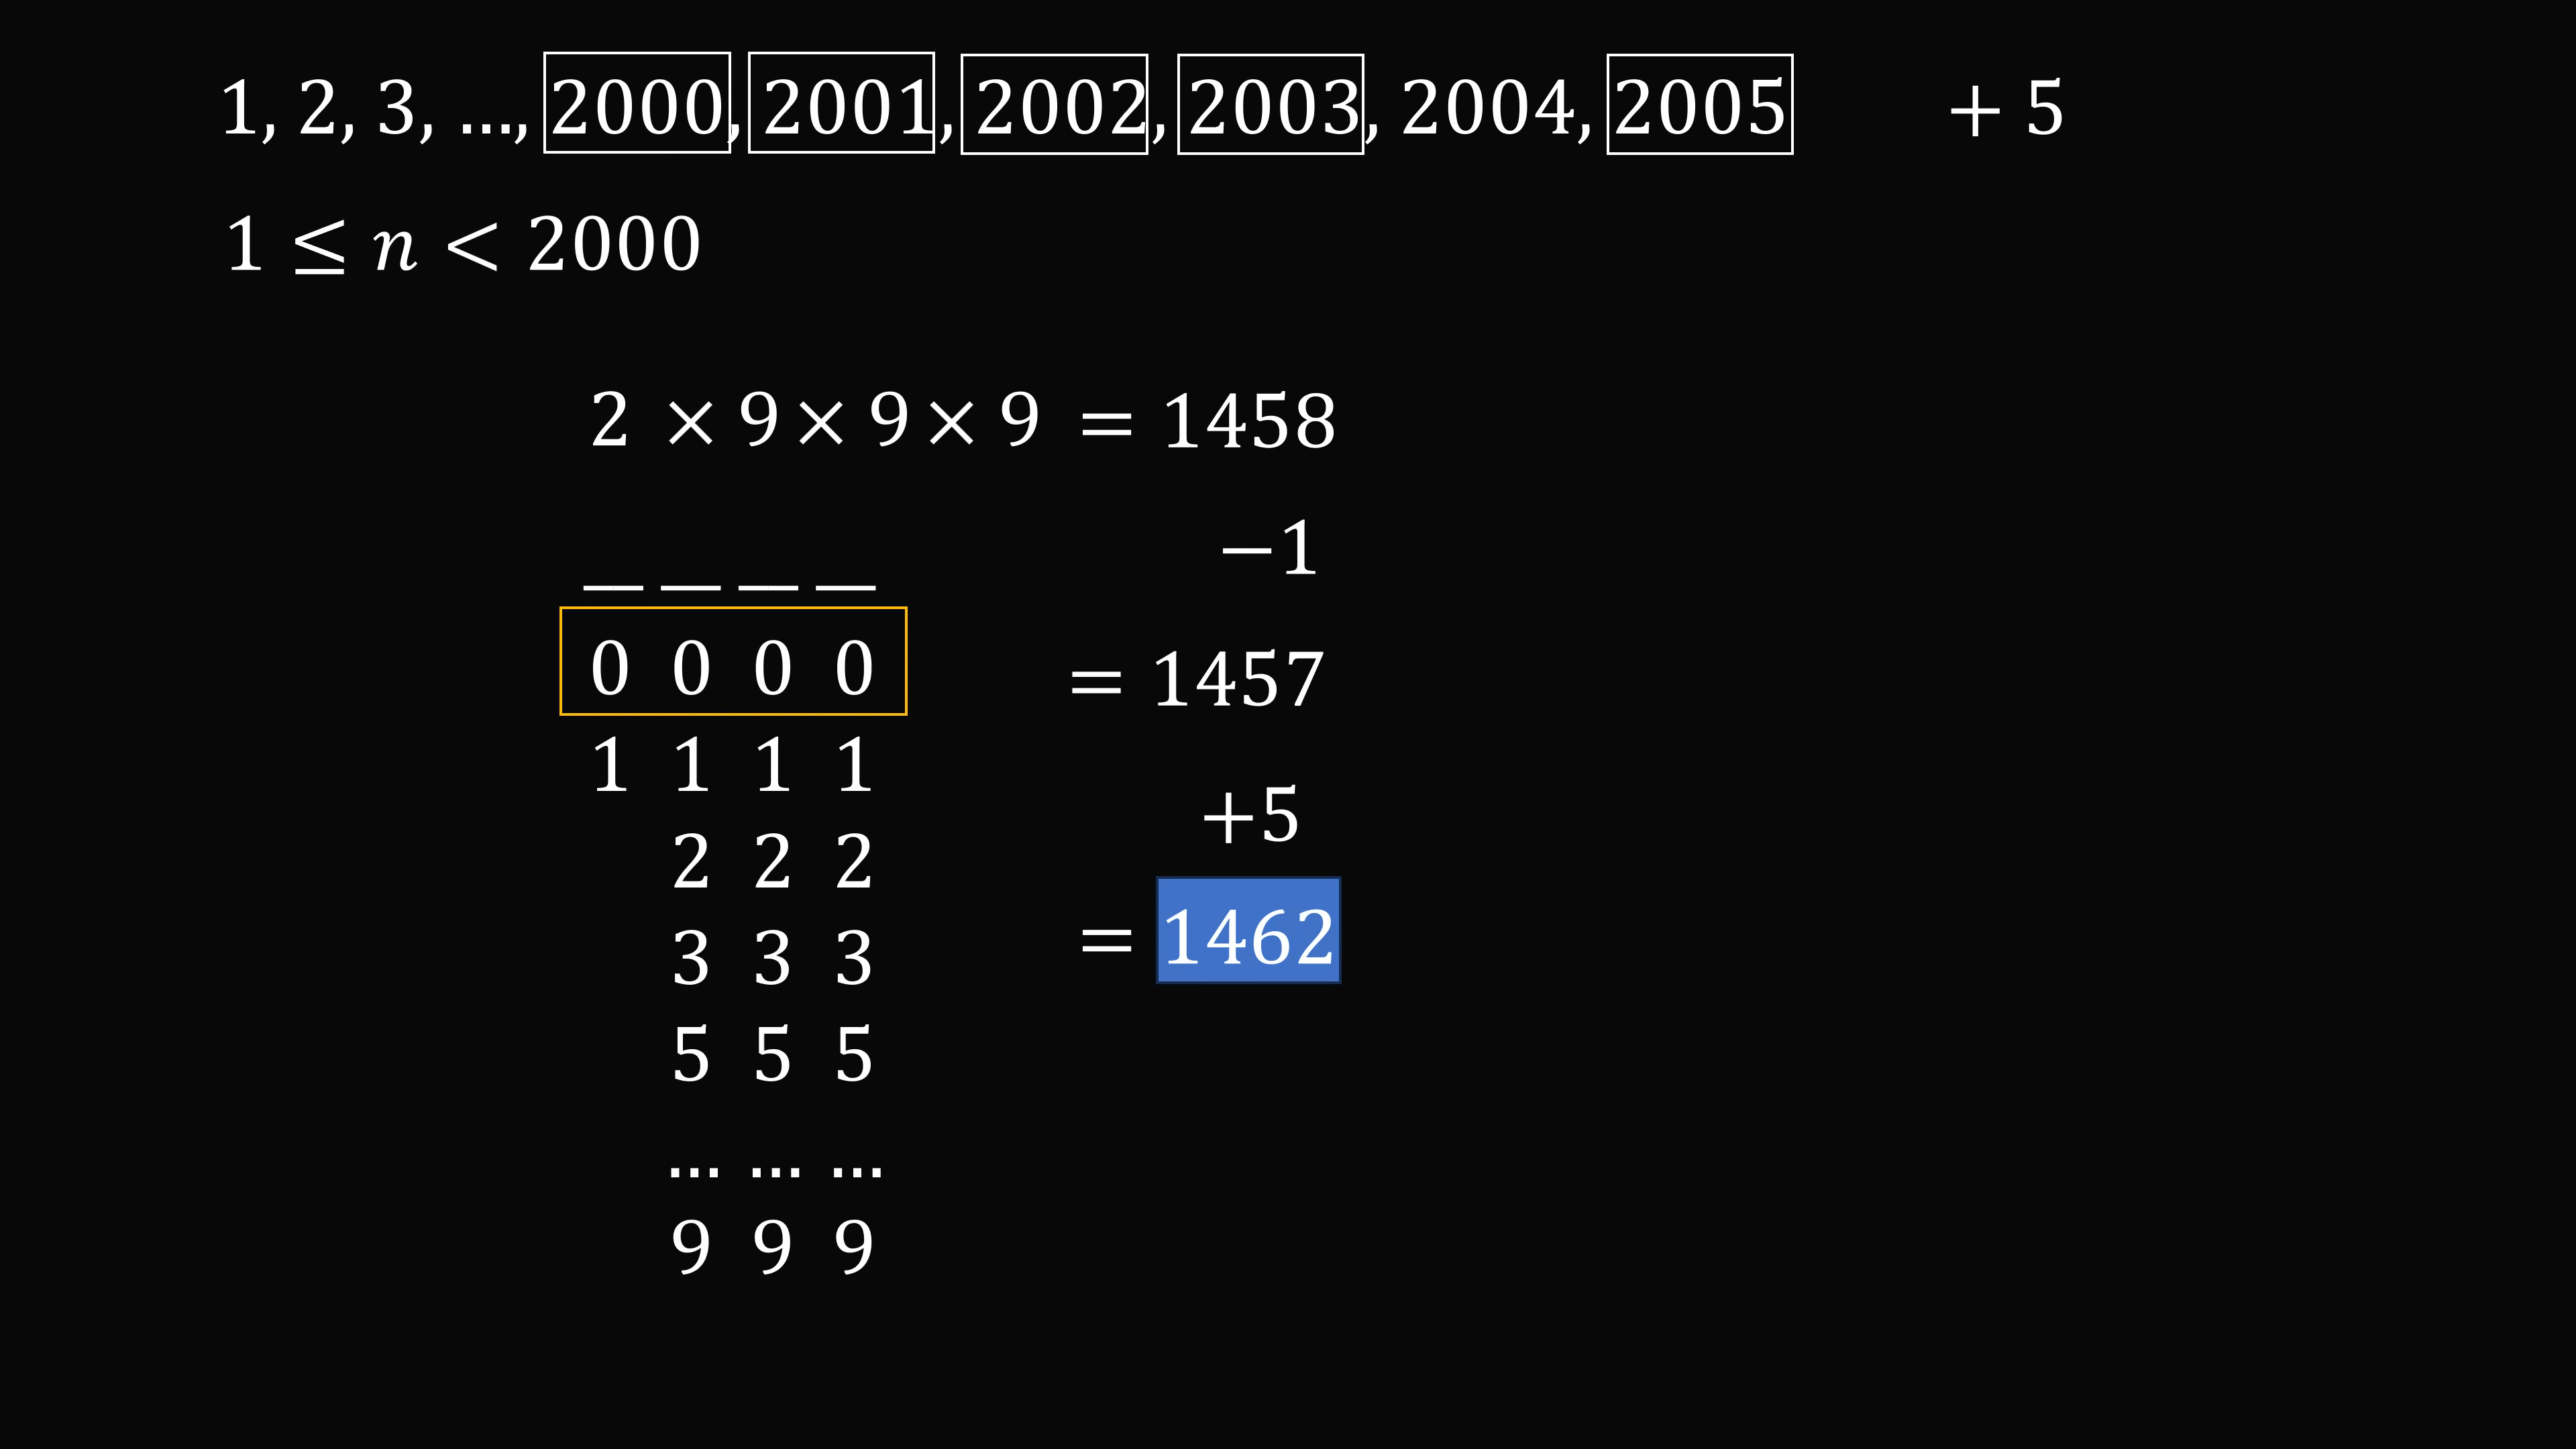 1, 2, 3, ..., 2000, 2001, 2002, 2003, 2004, 2005 + 5
1 ≤ n < 2000
2 × 9 × 9 × 9 = 1458
−1
_ _ _ _
0 0 0 0
= 1457
1 1 1 1
+5
2 2 2
= 1462
3 3 3
5 5 5
... ... ...
9 9 9